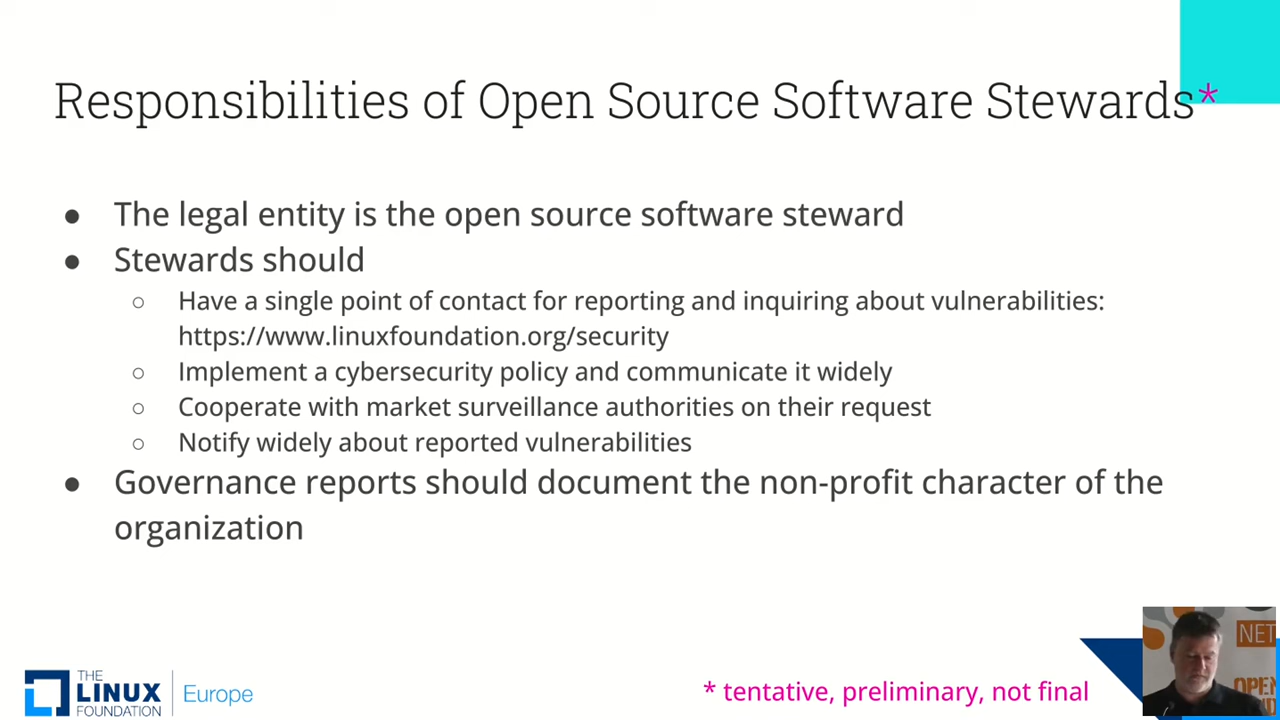 Responsibilities of Open Source Software Stewards*
● The legal entity is the open source software steward
● Stewards should
○ Have a single point of contact for reporting and inquiring about vulnerabilities:
https://www.linuxfoundation.org/security
○ Implement a cybersecurity policy and communicate it widely
○ Cooperate with market surveillance authorities on their request
○ Notify widely about reported vulnerabilities
● Governance reports should document the non-profit character of the
organization
THE
LINUX
FOUNDATION
Europe
* tentative, preliminary, not final
NET
OPEN